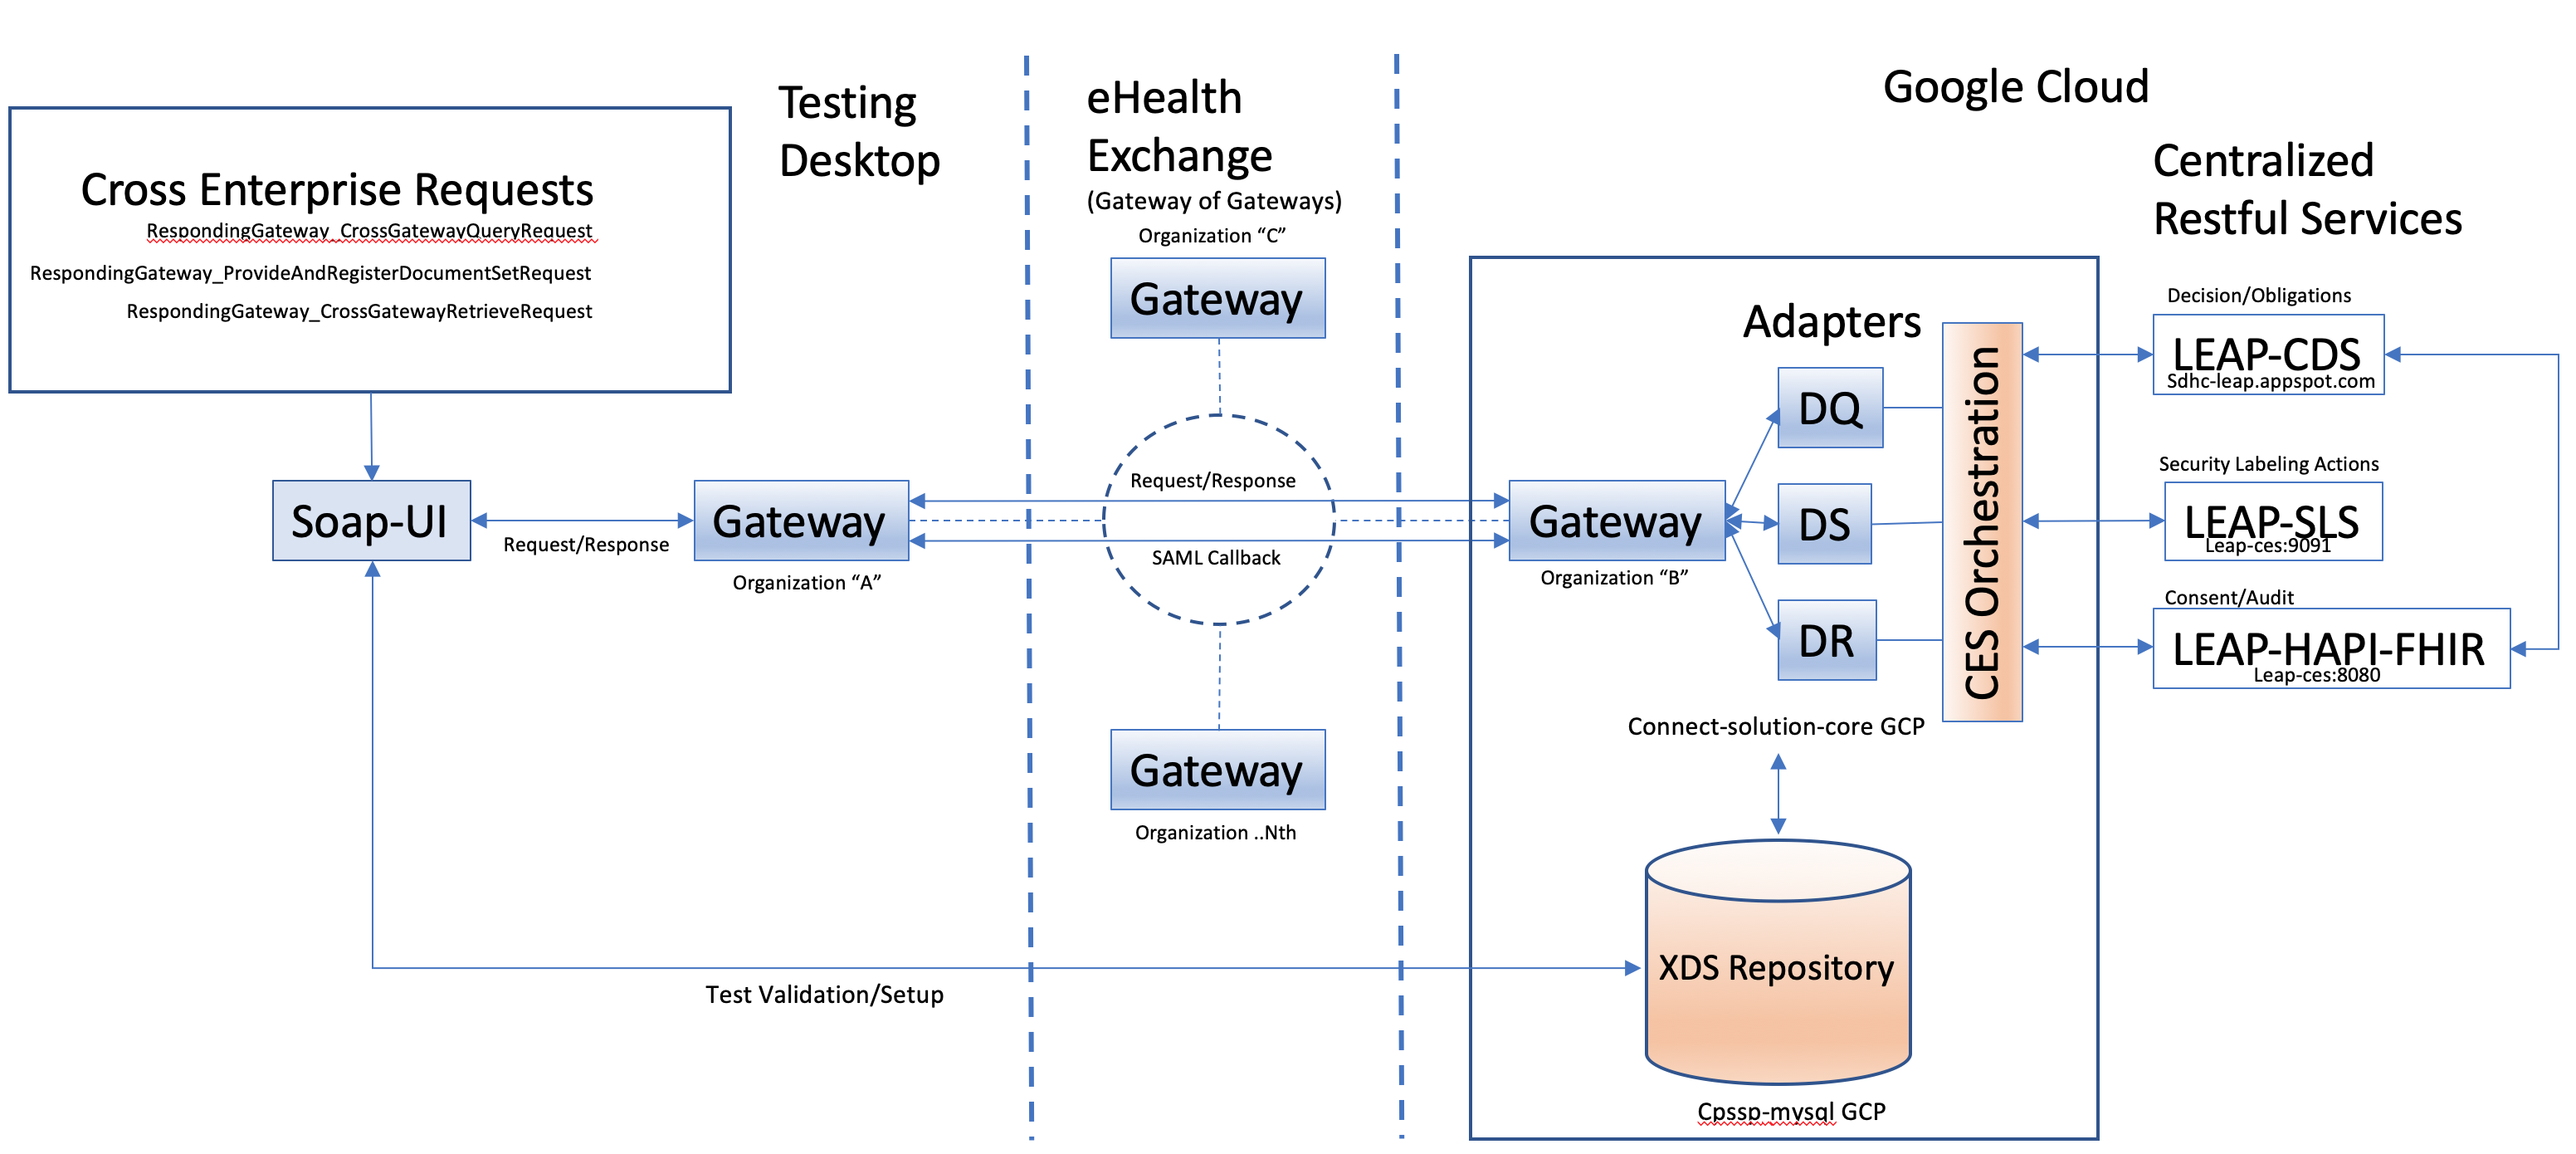 Testing
Desktop
eHealth
Exchange
(Gateway of Gateways)
Organization “C”
Gateway
Google Cloud
Centralized
Restful Services
Cross Enterprise Requests
RespondingGateway_CrossGatewayQueryRequest
RespondingGateway_ProvideAndRegisterDocumentSetRequest
RespondingGateway_CrossGatewayRetrieveRequest
Soap-UI
Request/Response
Gateway
Organization “A”
Request/Response
SAML Callback
Gateway
Organization ..Nth
Gateway
Organization “B”
Adapters
DQ
DS
DR
CES Orchestration
Connect-solution-core GCP
Decision/Obligations
LEAP-CDS
Sdhc-leap.appspot.com
Security Labeling Actions
LEAP-SLS
Leap-ces:9091
Consent/Audit
LEAP-HAPI-FHIR
Leap-ces:8080
Test Validation/Setup
XDS Repository
Cpssp-mysql GCP